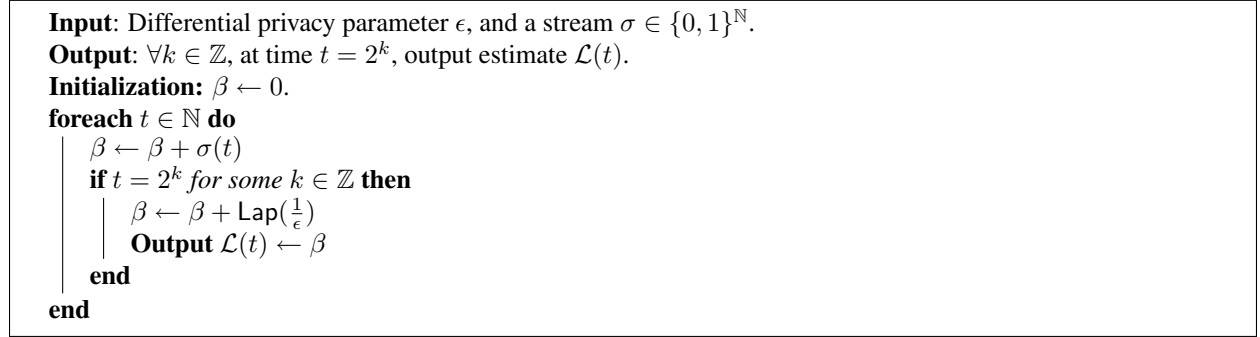 Input: Differential privacy parameter ϵ, and a stream σ ∈ {0, 1}^ℕ.
Output: ∀k ∈ ℤ, at time t = 2^k, output estimate ℒ(t).
Initialization: β ← 0.
foreach t ∈ ℕ do
β ← β + σ(t)
if t = 2^k for some k ∈ ℤ then
β ← β + Lap(1/ϵ)
Output ℒ(t) ← β
end
end